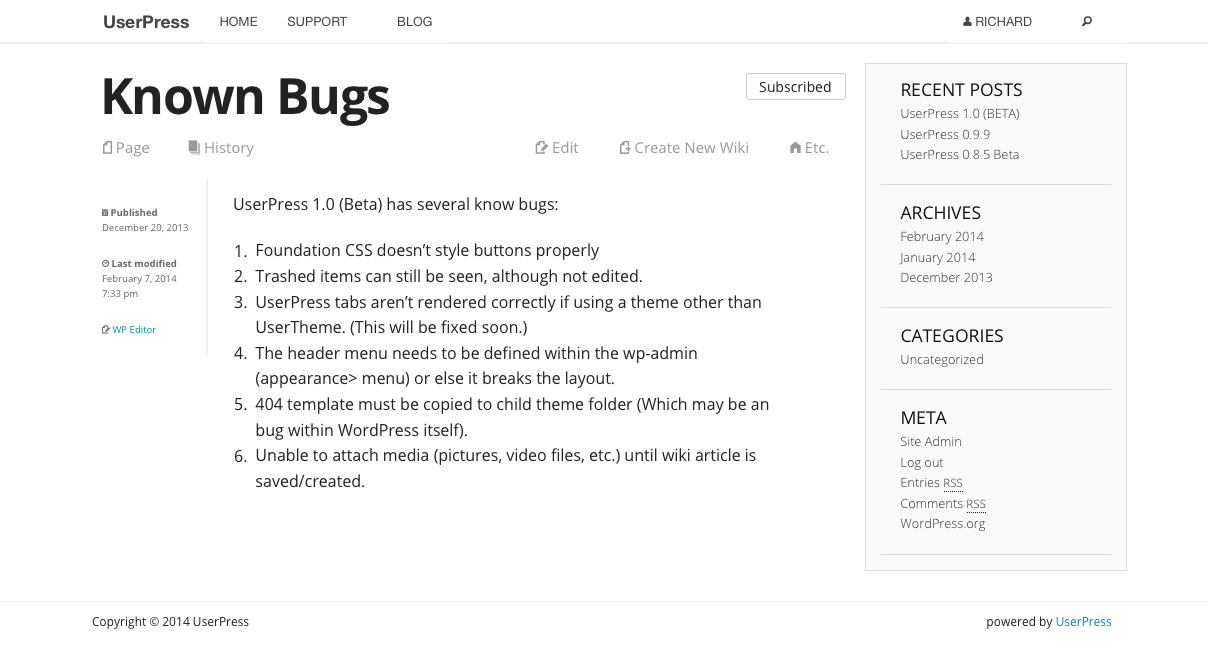 UserPress HOME SUPPORT BLOG RICHARD
Known Bugs
Subscribed
Page History Edit Create New Wiki Etc.
Published
December 20, 2013
Last modified
February 7, 2014
7:33 pm
WP Editor
UserPress 1.0 (Beta) has several know bugs:
1. Foundation CSS doesn’t style buttons properly
2. Trashed items can still be seen, although not edited.
3. UserPress tabs aren’t rendered correctly if using a theme other than
UserTheme. (This will be fixed soon.)
4. The header menu needs to be defined within the wp-admin
(appearance> menu) or else it breaks the layout.
5. 404 template must be copied to child theme folder (Which may be an
bug within WordPress itself).
6. Unable to attach media (pictures, video files, etc.) until wiki article is
saved/created.
RECENT POSTS
UserPress 1.0 (BETA)
UserPress 0.9.9
UserPress 0.8.5 Beta
ARCHIVES
February 2014
January 2014
December 2013
CATEGORIES
Uncategorized
META
Site Admin
Log out
Entries RSS
Comments RSS
WordPress.org
Copyright © 2014 UserPress
powered by UserPress